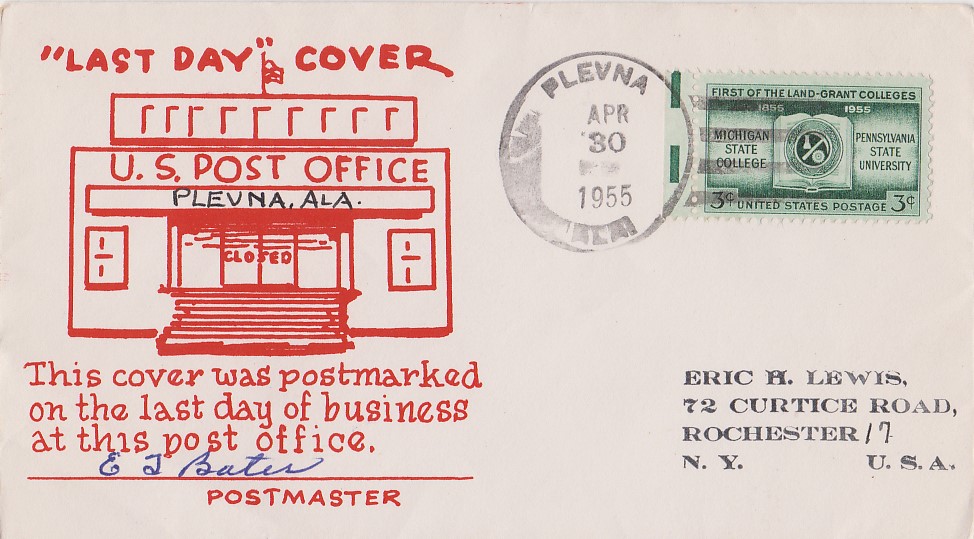 "LAST DAY" COVER
U. S. POST OFFICE
PLEVNA, ALA.
CLOSED
This cover was postmarked
on the last day of business
at this post office.
E T Bates
POSTMASTER
PLEVNA
APR
30
1955
FIRST OF THE LAND-GRANT COLLEGES
1855 1955
MICHIGAN STATE COLLEGE
PENNSYLVANIA STATE UNIVERSITY
3¢ UNITED STATES POSTAGE 3¢
ERIC H. LEWIS,
72 CURTICE ROAD,
ROCHESTER 17
N. Y. U. S. A.